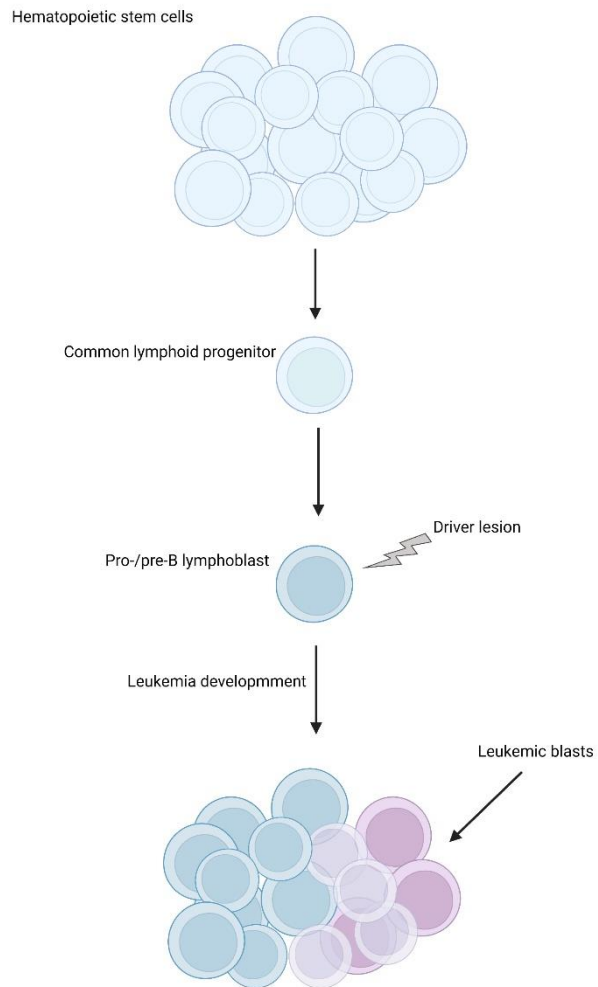 Hematopoietic stem cells
Common lymphoid progenitor
Driver lesion
Pro-/pre-B lymphoblast
Leukemia developmment
Leukemic blasts